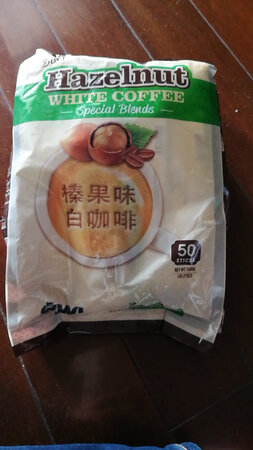 Hazelnut
WHITE COFFEE
Special Blends
榛果味
白咖啡
50
STICKS